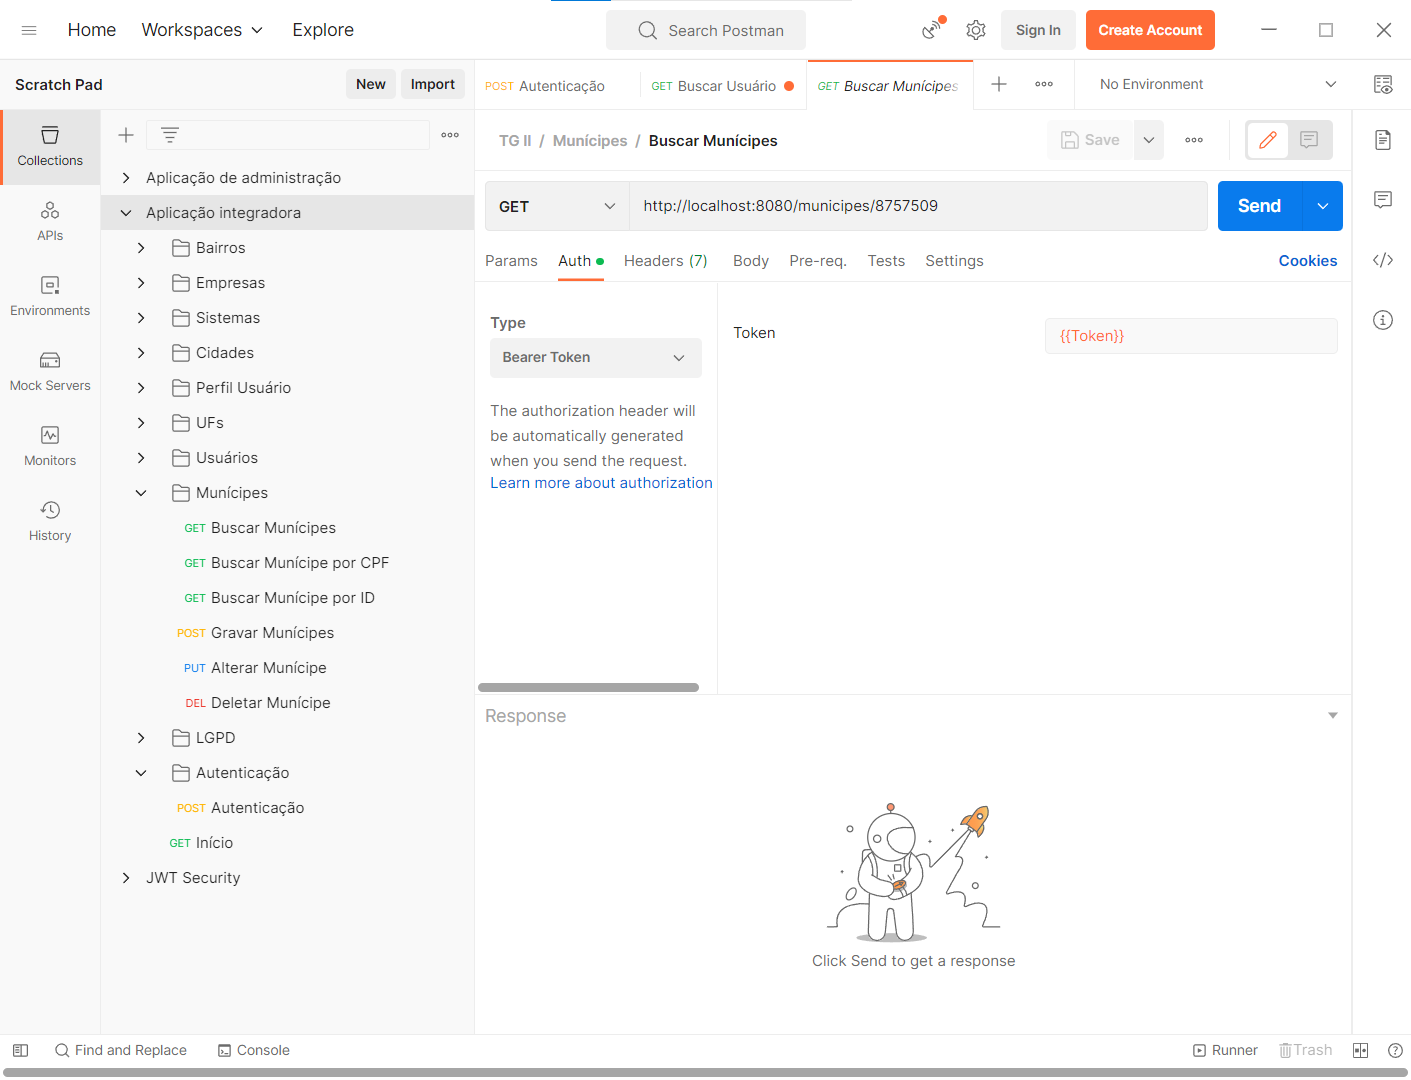 Home Workspaces Explore Search Postman Sign In Create Account
Scratch Pad New Import
POST Autenticação GET Buscar Usuário GET Buscar Munícipes No Environment
Collections
APIs
Environments
Mock Servers
Monitors
History
Aplicação de administração
Aplicação integradora
Bairros
Empresas
Sistemas
Cidades
Perfil Usuário
UFs
Usuários
Munícipes
GET Buscar Munícipes
GET Buscar Munícipe por CPF
GET Buscar Munícipe por ID
POST Gravar Munícipes
PUT Alterar Munícipe
DEL Deletar Munícipe
LGPD
Autenticação
POST Autenticação
GET Início
JWT Security
TG II / Munícipes / Buscar Munícipes Save
GET http://localhost:8080/municipes/8757509 Send
Params Auth Headers (7) Body Pre-req. Tests Settings Cookies
Type
Bearer Token
The authorization header will
be automatically generated
when you send the request.
Learn more about authorization
Token {{Token}}
Response
Click Send to get a response
Find and Replace Console Runner Trash